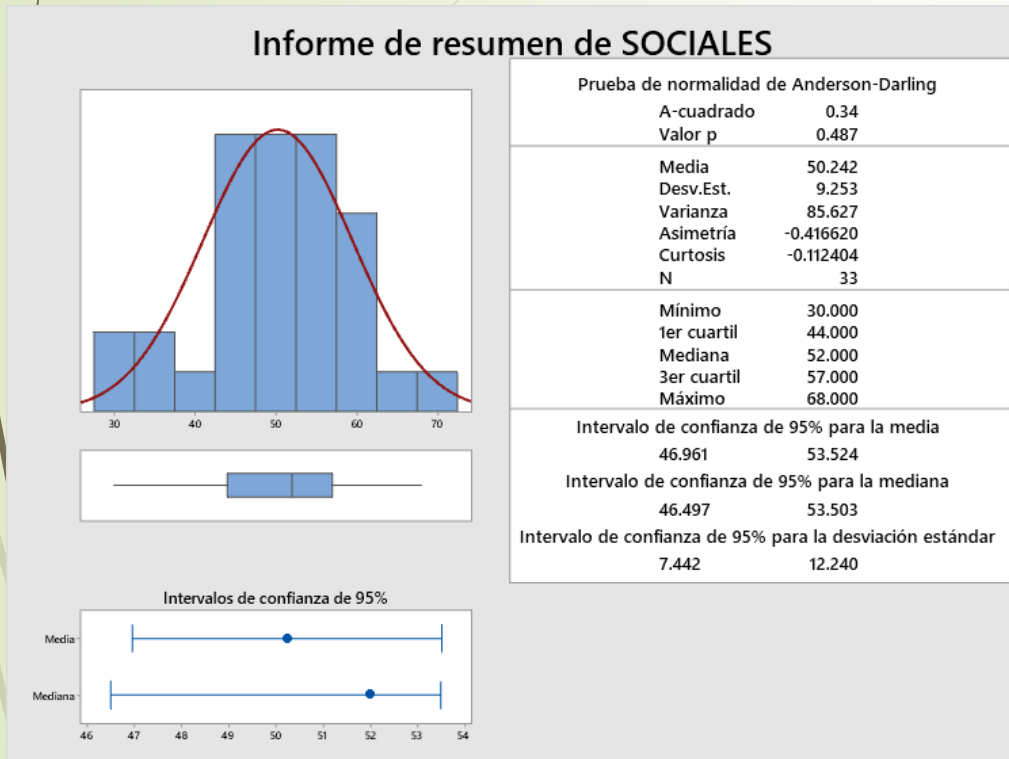 Informe de resumen de SOCIALES
Prueba de normalidad de Anderson-Darling
A-cuadrado 0.34
Valor p 0.487
Media 50.242
Desv.Est. 9.253
Varianza 85.627
Asimetría -0.416620
Curtosis -0.112404
N 33
Mínimo 30.000
1er cuartil 44.000
Mediana 52.000
3er cuartil 57.000
Máximo 68.000
Intervalo de confianza de 95% para la media
46.961 53.524
Intervalo de confianza de 95% para la mediana
46.497 53.503
Intervalo de confianza de 95% para la desviación estándar
7.442 12.240
30 40 50 60 70
Intervalos de confianza de 95%
Media
Mediana
46 47 48 49 50 51 52 53 54